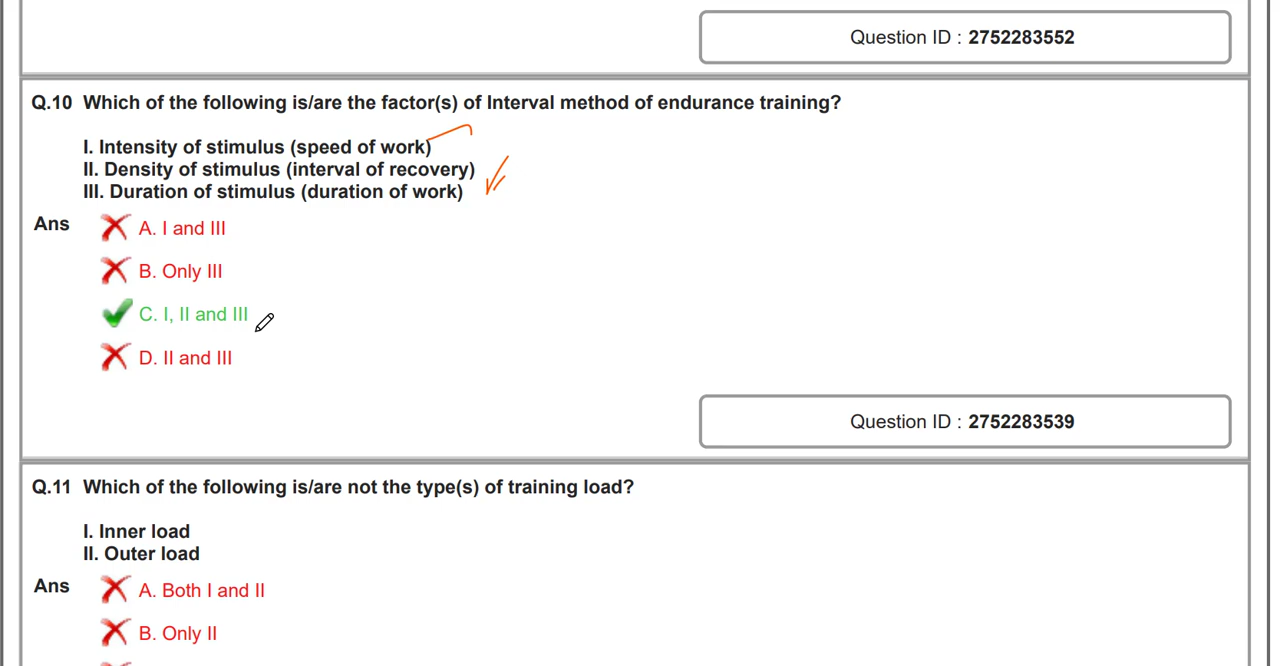 Question ID : 2752283552
Q.10 Which of the following is/are the factor(s) of Interval method of endurance training?
I. Intensity of stimulus (speed of work)
II. Density of stimulus (interval of recovery)
III. Duration of stimulus (duration of work)
Ans
A. I and III
B. Only III
C. I, II and III
D. II and III
Question ID : 2752283539
Q.11 Which of the following is/are not the type(s) of training load?
I. Inner load
II. Outer load
Ans
A. Both I and II
B. Only II